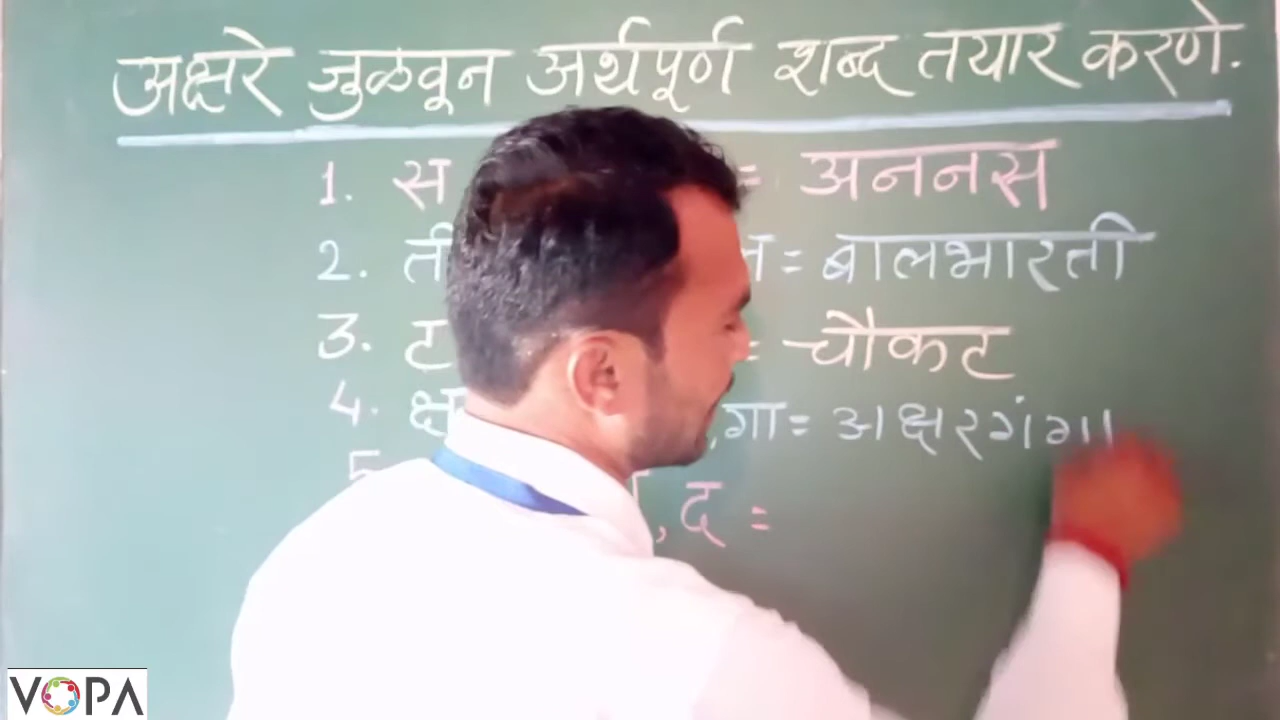 अक्षरे जुळवून अर्थपूर्ण शब्द तयार करणे.
1. स = अननस
2. ती ल = बालभारती
3. ट = चौकट
4. क्ष ,गा = अक्षरगंगा
5. , द =
VOPA